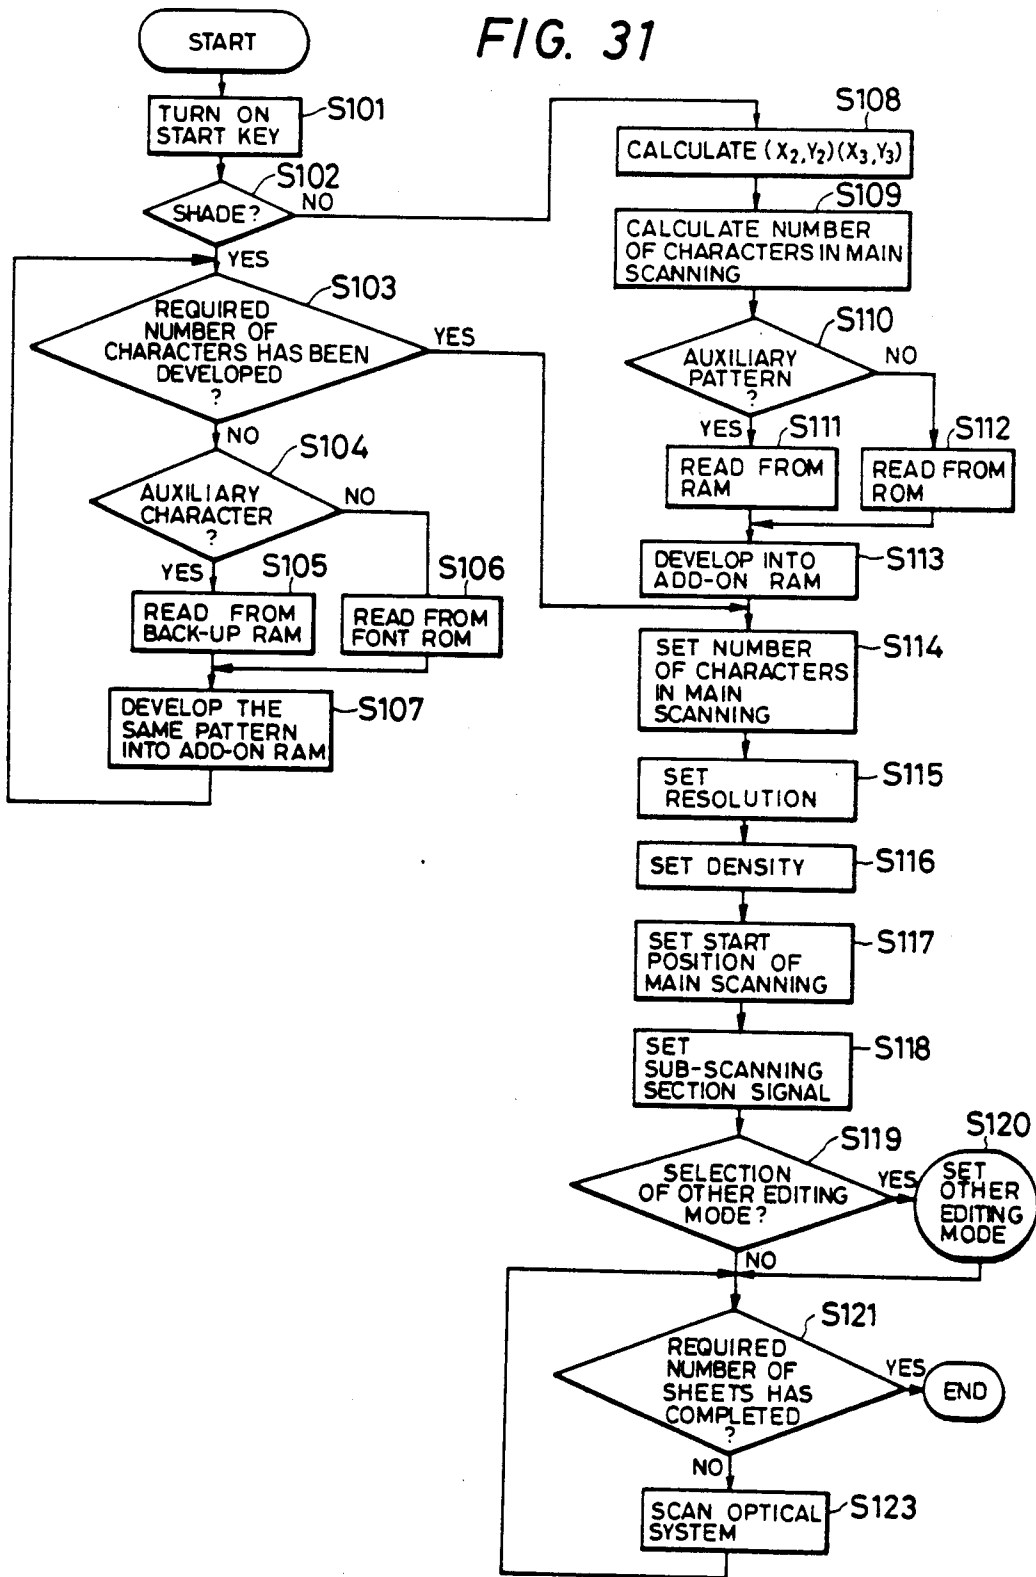 FIG. 31
START
TURN ON
START KEY
S101
SHADE?
S102
NO
YES
REQUIRED
NUMBER OF
CHARACTERS HAS BEEN
DEVELOPED
?
S103
YES
NO
AUXILIARY
CHARACTER
?
S104
NO
YES
READ FROM
BACK-UP RAM
S105
READ FROM
FONT ROM
S106
DEVELOP THE
SAME PATTERN
INTO ADD-ON RAM
S107
S108
CALCULATE (X2,Y2)(X3,Y3)
S109
CALCULATE NUMBER
OF CHARACTERS IN MAIN
SCANNING
S110
AUXILIARY
PATTERN
?
NO
YES
S111
READ FROM
RAM
S112
READ FROM
ROM
DEVELOP INTO
ADD-ON RAM
S113
SET NUMBER
OF CHARACTERS
IN MAIN
SCANNING
S114
SET
RESOLUTION
S115
SET DENSITY
S116
SET START
POSITION OF
MAIN SCANNING
S117
SET
SUB-SCANNING
SECTION SIGNAL
S118
SELECTION
OF OTHER EDITING
MODE?
S119
YES
NO
S120
SET
OTHER
EDITING
MODE
REQUIRED
NUMBER OF
SHEETS HAS
COMPLETED
?
S121
YES
END
NO
SCAN OPTICAL
SYSTEM
S123